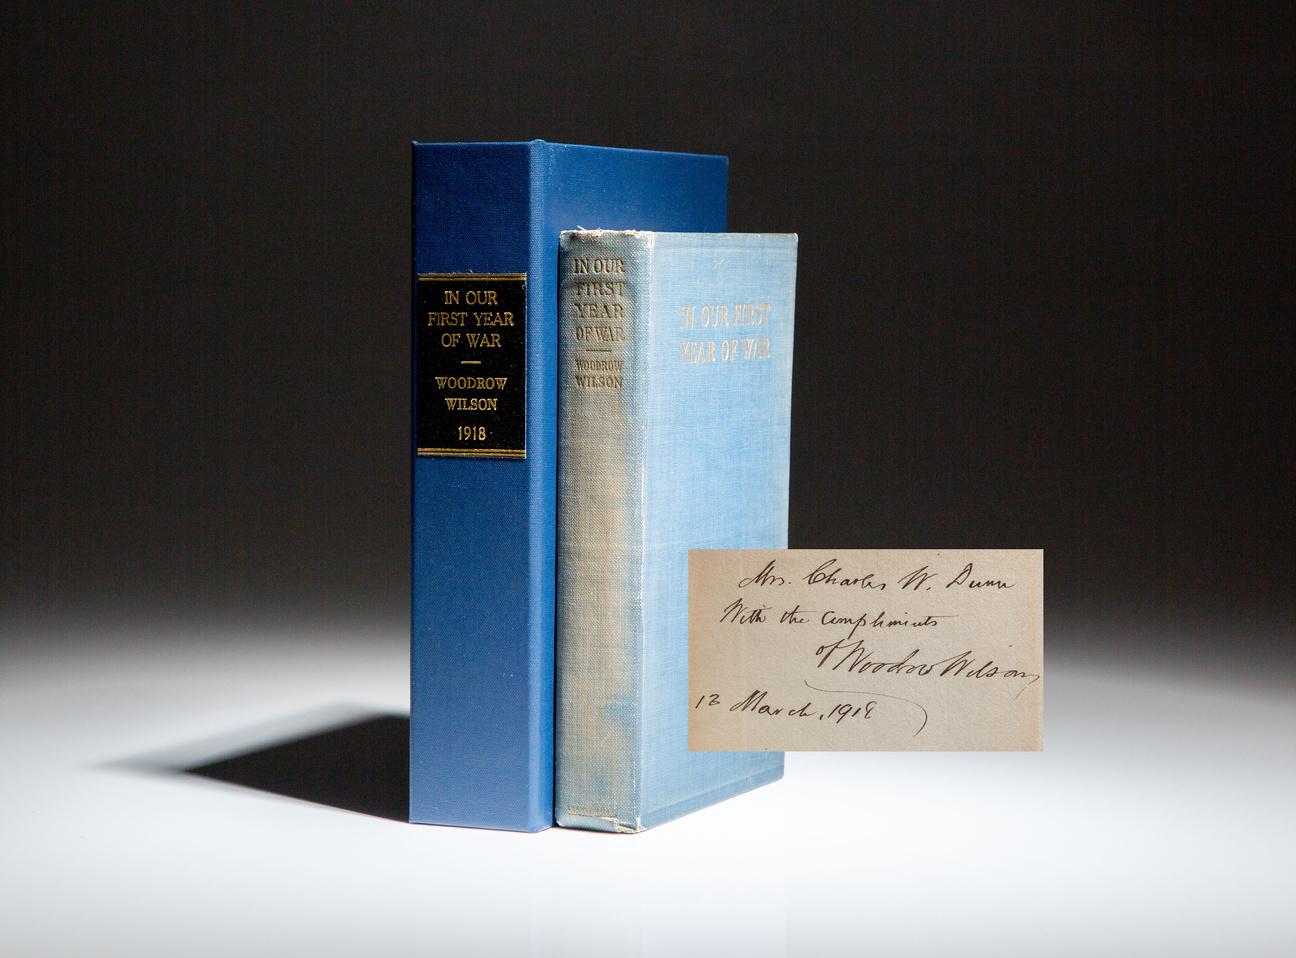 IN OUR
FIRST YEAR
OF WAR
WOODROW
WILSON
1918
IN OUR
FIRST
YEAR
OF WAR
WOODROW
WILSON
IN OUR FIRST
YEAR OF WAR
Mrs. Charles W. Dunn
With the compliments
of Woodrow Wilson
March, 1918